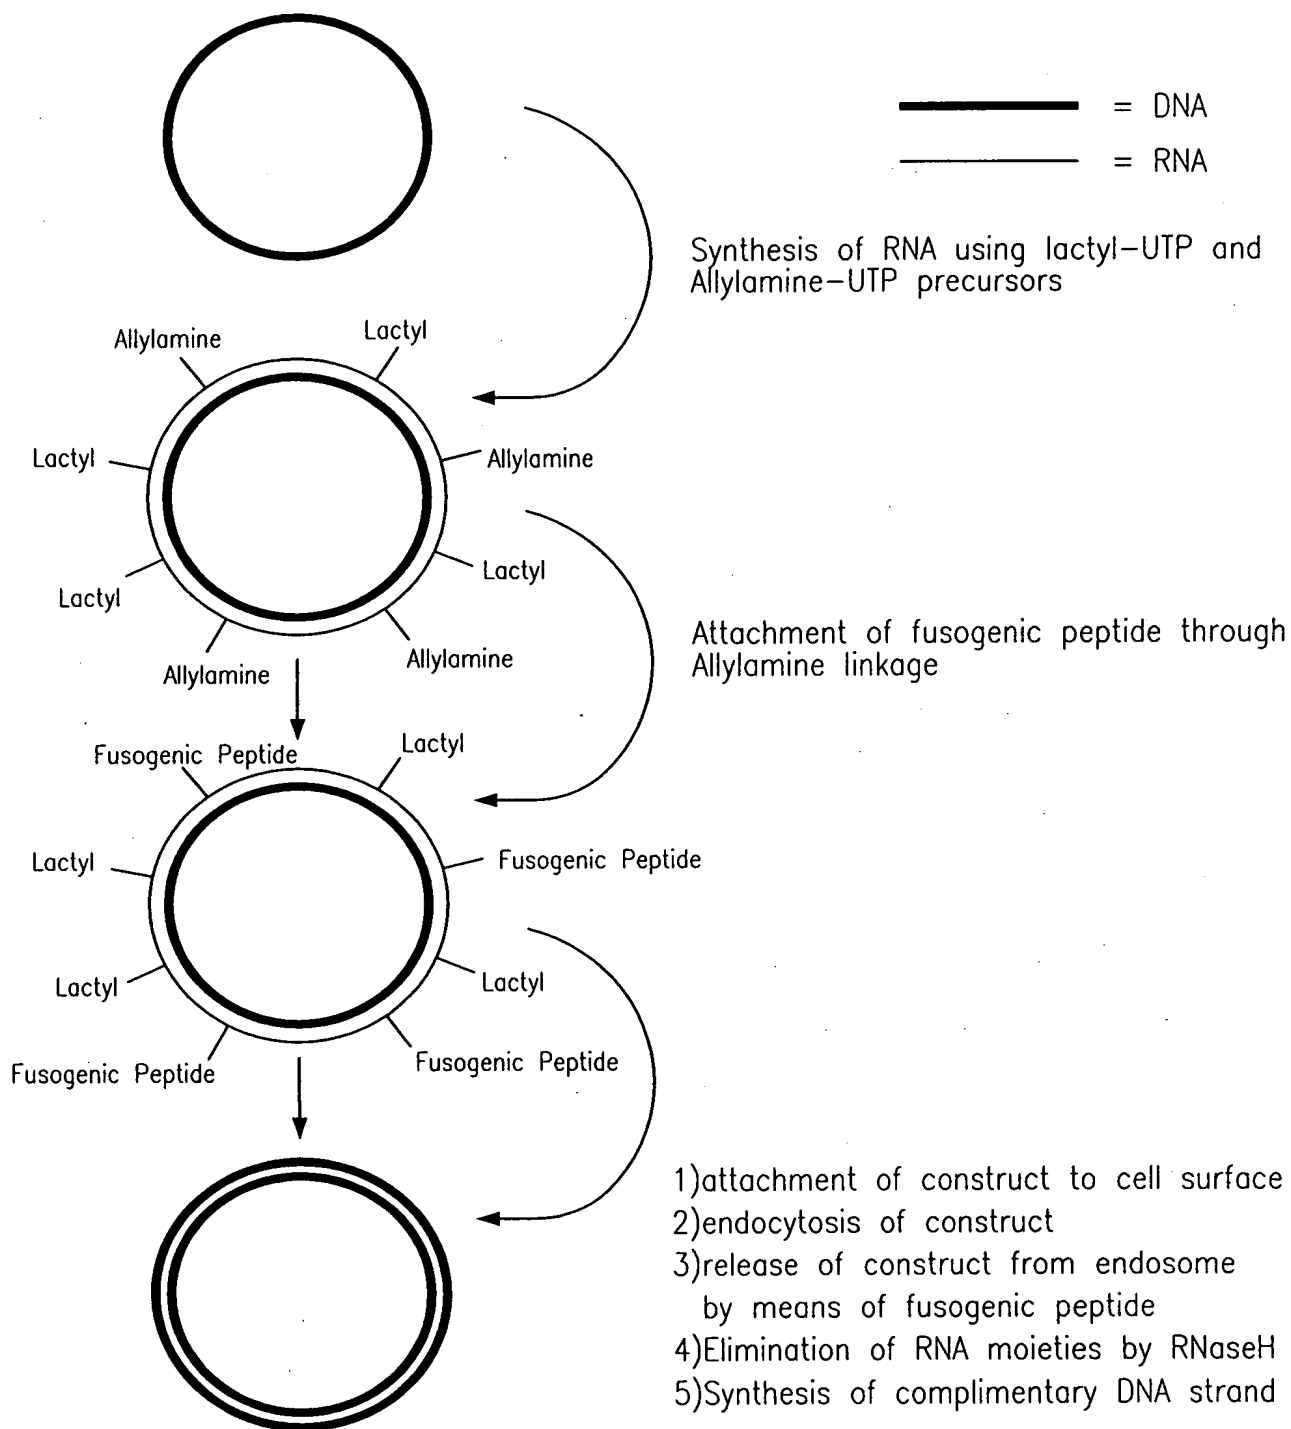 = DNA
= RNA
Synthesis of RNA using lactyl-UTP and
Allylamine-UTP precursors
Allylamine
Lactyl
Lactyl
Allylamine
Lactyl
Lactyl
Allylamine
Allylamine
Attachment of fusogenic peptide through
Allylamine linkage
Fusogenic Peptide
Lactyl
Lactyl
Fusogenic Peptide
Lactyl
Lactyl
Fusogenic Peptide
Fusogenic Peptide
1)attachment of construct to cell surface
2)endocytosis of construct
3)release of construct from endosome
by means of fusogenic peptide
4)Elimination of RNA moieties by RNaseH
5)Synthesis of complimentary DNA strand